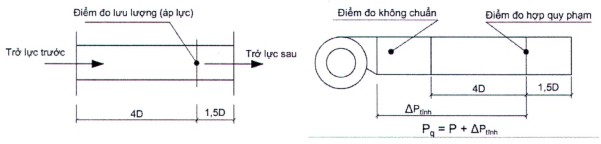 Điểm đo lưu lượng (áp lực)
Trở lực trước
Trở lực sau
4D
1,5D
Điểm đo không chuẩn
Điểm đo hợp quy phạm
4D
1,5D
ΔPtĩnh
Pq = P + ΔPtĩnh